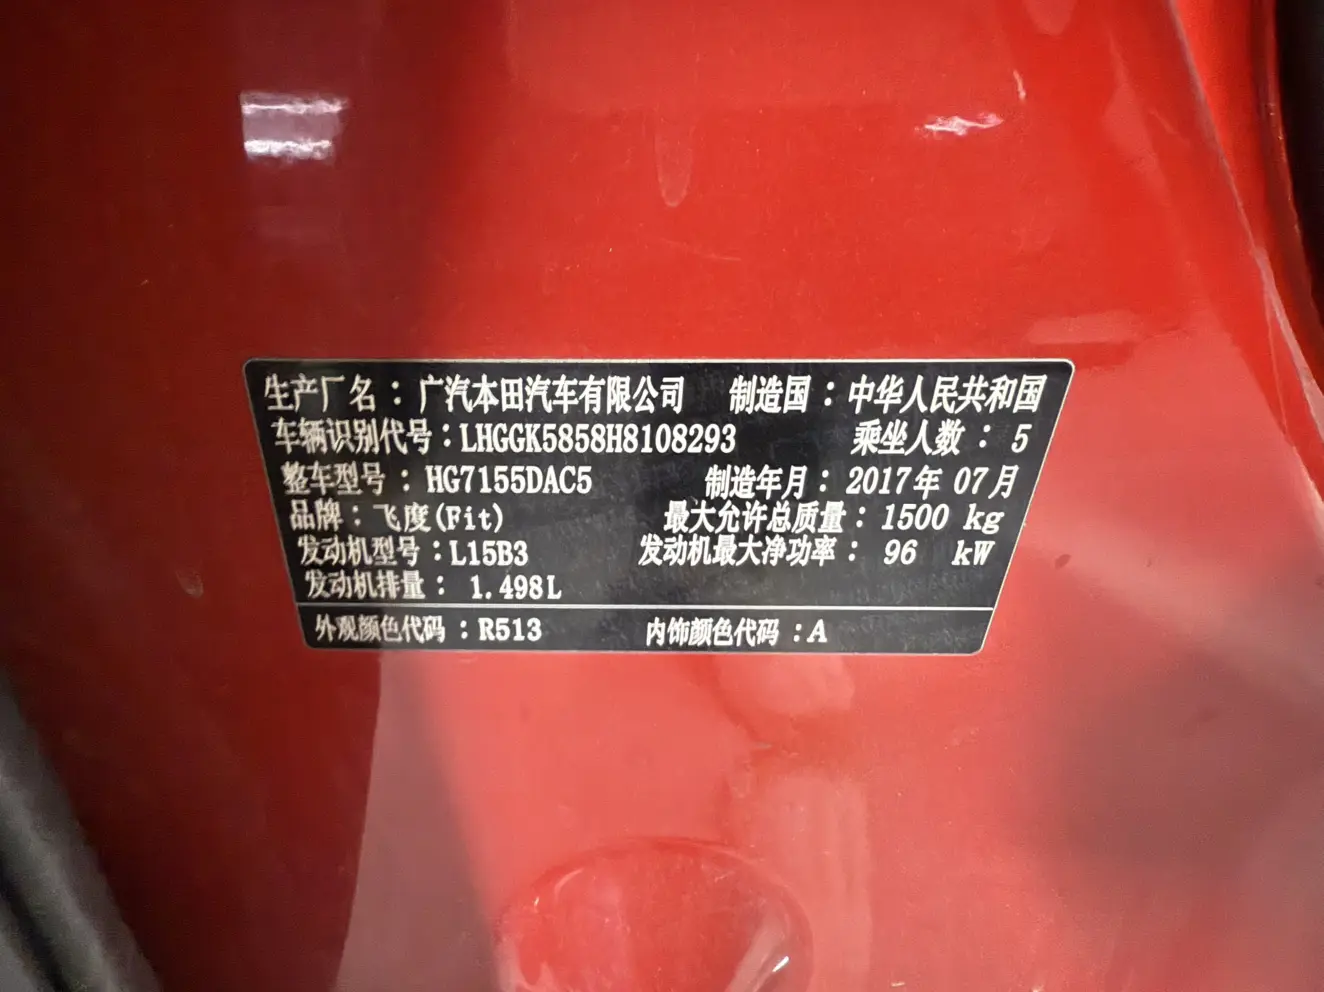 生产厂名：广汽本田汽车有限公司 制造国：中华人民共和国
车辆识别代号：LHGGK5858H8108293 乘坐人数：5
整车型号：HG7155DAC5 制造年月：2017年 07月
品牌：飞度(Fit) 最大允许总质量：1500 kg
发动机型号：L15B3 发动机最大净功率：96 kW
发动机排量：1.498L
外观颜色代码：R513 内饰颜色代码：A